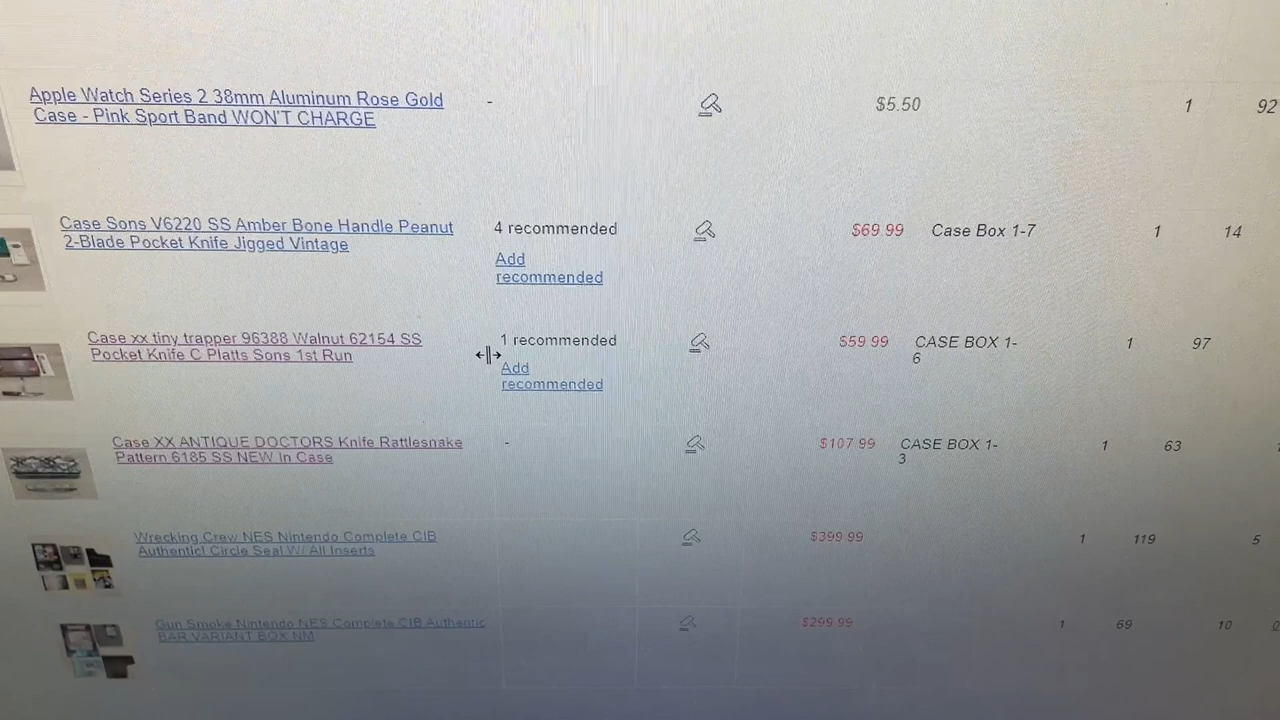 Apple Watch Series 2 38mm Aluminum Rose Gold
Case - Pink Sport Band WON'T CHARGE
-
$5.50
1
92
Case Sons V6220 SS Amber Bone Handle Peanut
2-Blade Pocket Knife Jigged Vintage
4 recommended
Add
recommended
$69.99
Case Box 1-7
1
14
Case xx tiny trapper 96388 Walnut 62154 SS
Pocket Knife C Platts Sons 1st Run
1 recommended
Add
recommended
$59.99
CASE BOX 1-
6
1
97
Case XX ANTIQUE DOCTORS Knife Rattlesnake
Pattern 6185 SS NEW In Case
-
$107.99
CASE BOX 1-
3
1
63
Wrecking Crew NES Nintendo Complete CIB
Authentic! Circle Seal W/ All Inserts
$399.99
1
119
5
Gun Smoke Nintendo NES Complete CIB Authentic
BAR VARIANT BOX NM
$299.99
1
69
10